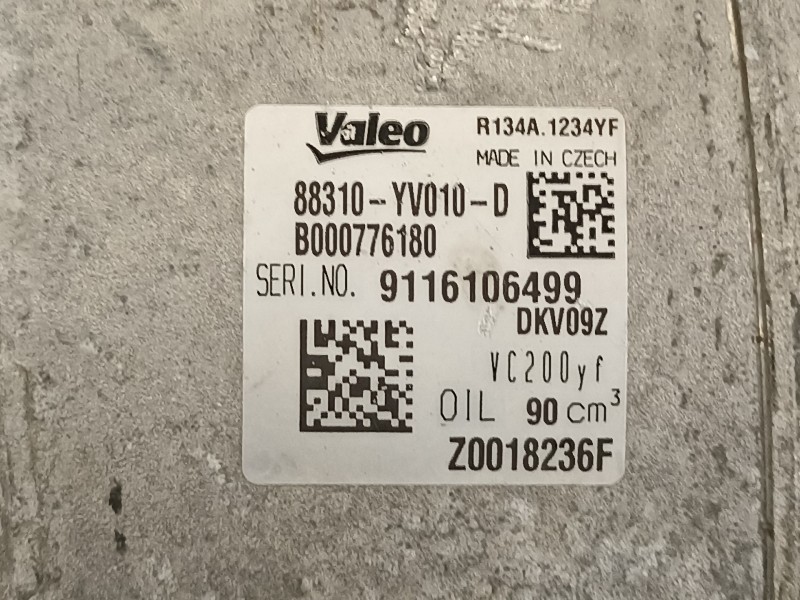 Valeo
R134A.1234YF
MADE IN CZECH
88310-YV010-D
B000776180
SERI.NO. 9116106499
DKV09Z
VC200yf
OIL 90 cm³
Z0018236F